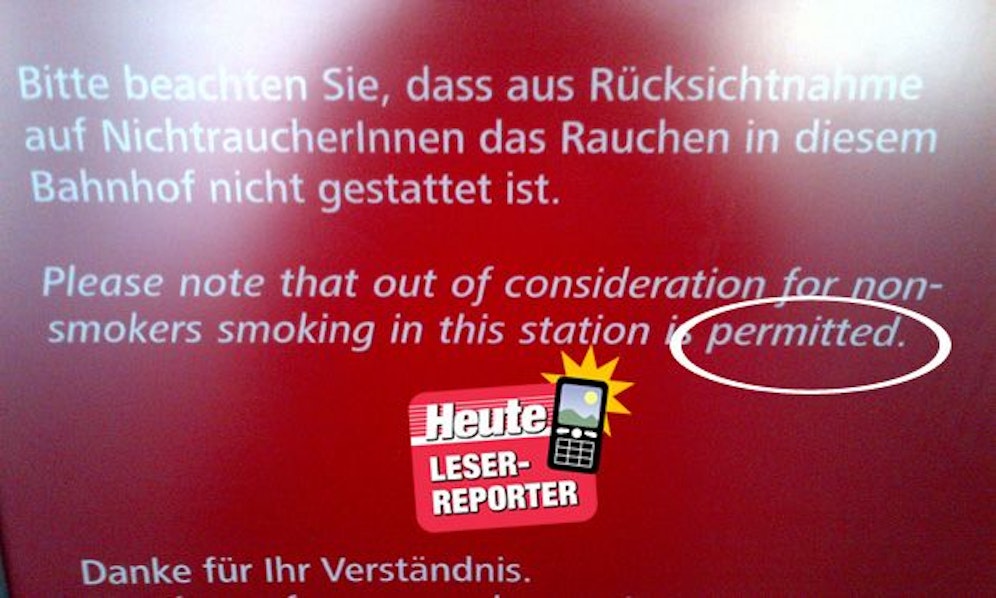 Bitte beachten Sie, dass aus Rücksichtnahme
auf NichtraucherInnen das Rauchen in diesem
Bahnhof nicht gestattet ist.
Please note that out of consideration for non-
smokers smoking in this station is permitted.
Heute
LESER-
REPORTER
Danke für Ihr Verständnis.